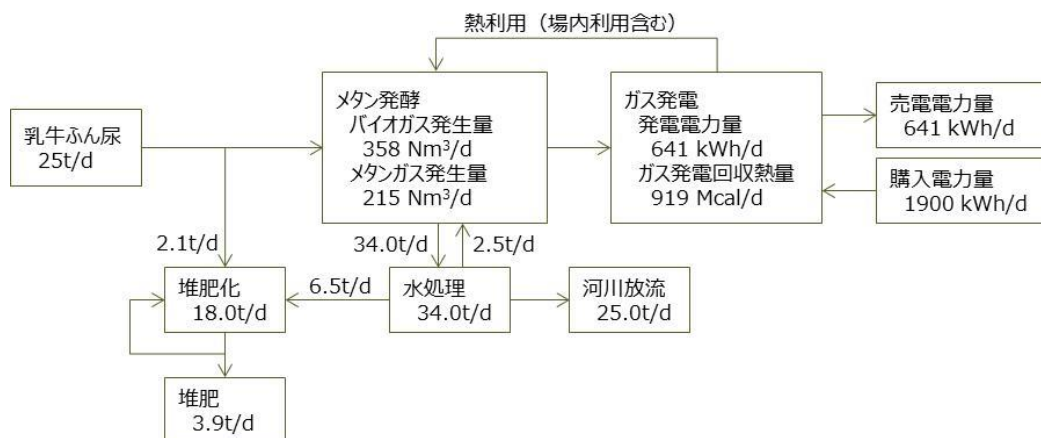 熱利用（場内利用含む）
乳牛ふん尿
25t/d
メタン発酵
バイオガス発生量
358 Nm³/d
メタンガス発生量
215 Nm³/d
ガス発電
発電電力量
641 kWh/d
ガス発電回収熱量
919 Mcal/d
売電電力量
641 kWh/d
購入電力量
1900 kWh/d
2.1t/d
34.0t/d
2.5t/d
堆肥化
18.0t/d
6.5t/d
水処理
34.0t/d
河川放流
25.0t/d
堆肥
3.9t/d